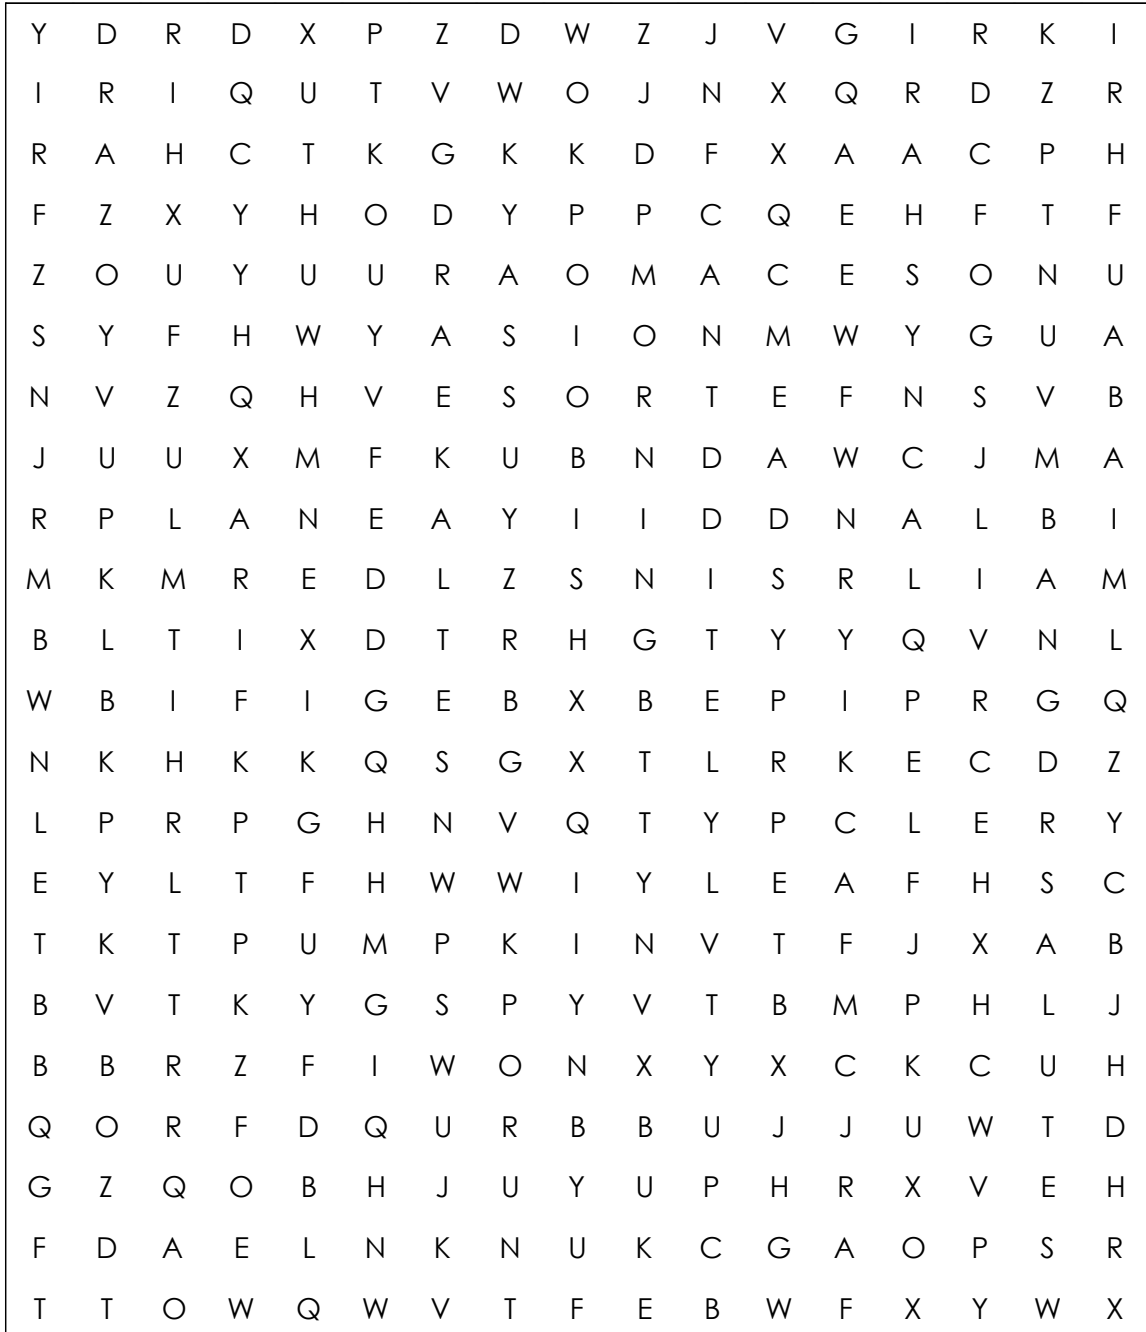 Y D R D X P Z D W Z J V G I R K I
I R I Q U T V W O J N X Q R D Z R
R A H C T K G K K D F X A A C P H
F Z X Y H O D Y P P C Q E H F T F
Z O U Y U U R A O M A C E S O N U
S Y F H W Y A S I O N M W Y G U A
N V Z Q H V E S O R T E F N S V B
J U U X M F K U B N D A W C J M A
R P L A N E A Y I I D D N A L B I
M K M R E D L Z S N I S R L I A M
B L T I X D T R H G T Y Y Q V N L
W B I F I G E B X B E P I P R G Q
N K H K K Q S G X T L R K E C D Z
L P R P G H N V Q T Y P C L E R Y
E Y L T F H W W I Y L E A F H S C
T K T P U M P K I N V T F J X A B
B V T K Y G S P Y V T B M P H L J
B B R Z F I W O N X Y X C K C U H
Q O R F D Q U R B B U J J U W T D
G Z Q O B H J U Y U P H R X V E H
F D A E L N K N U K C G A O P S R
T T O W Q W V T F E B W F X Y W X